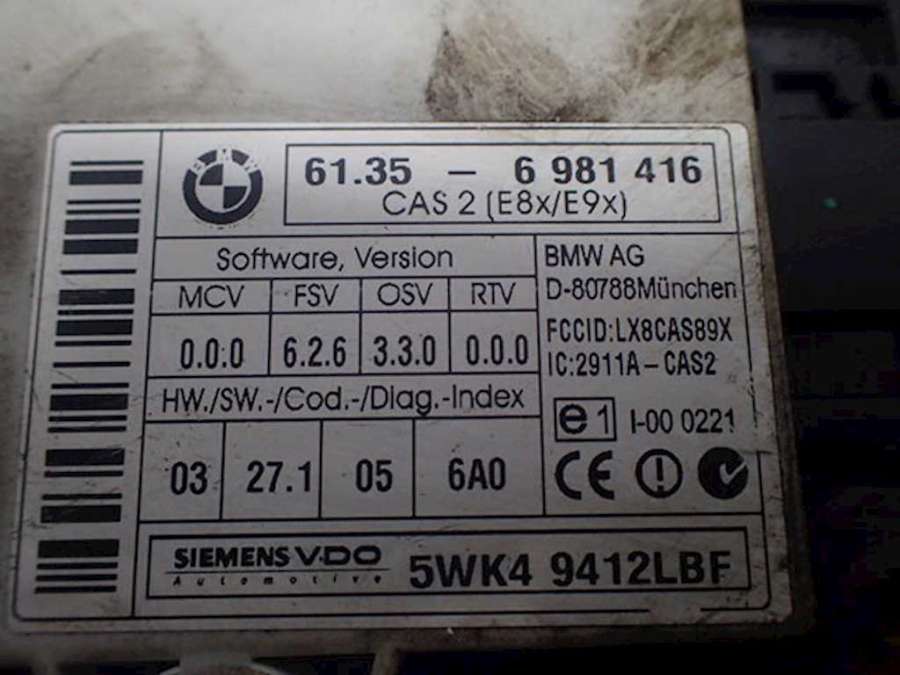 BMW
61.35 - 6 981 416
CAS 2 (E8x/E9x)
Software, Version
MCV FSV OSV RTV
0.0.0 6.2.6 3.3.0 0.0.0
HW./SW.-/Cod.-/Diag.-Index
03 27.1 05 6A0
BMW AG
D-80788München
FCCID:LX8CAS89X
IC:2911A-CAS2
e1 I-00 0221
CE
SIEMENS VDO
Automotive
5WK4 9412LBF